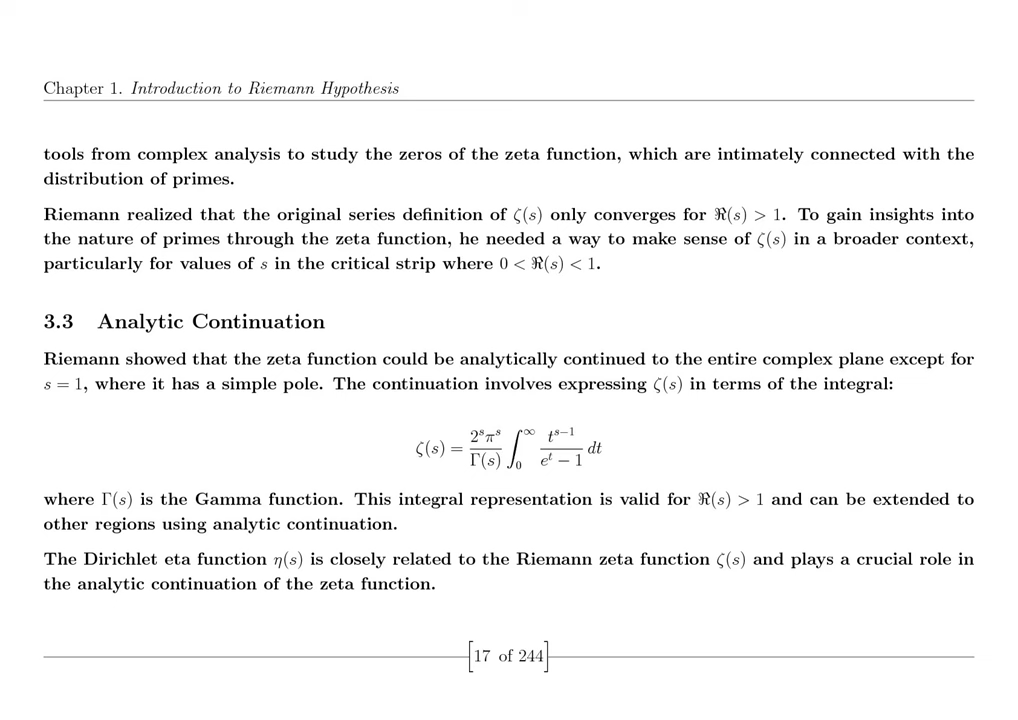 Chapter 1. Introduction to Riemann Hypothesis
tools from complex analysis to study the zeros of the zeta function, which are intimately connected with the
distribution of primes.
Riemann realized that the original series definition of ζ(s) only converges for ℜ(s) > 1. To gain insights into
the nature of primes through the zeta function, he needed a way to make sense of ζ(s) in a broader context,
particularly for values of s in the critical strip where 0 < ℜ(s) < 1.
3.3 Analytic Continuation
Riemann showed that the zeta function could be analytically continued to the entire complex plane except for
s = 1, where it has a simple pole. The continuation involves expressing ζ(s) in terms of the integral:
ζ(s) = \frac{2^s π^s}{Γ(s)} \int_0^∞ \frac{t^{s−1}}{e^t − 1} dt
where Γ(s) is the Gamma function. This integral representation is valid for ℜ(s) > 1 and can be extended to
other regions using analytic continuation.
The Dirichlet eta function η(s) is closely related to the Riemann zeta function ζ(s) and plays a crucial role in
the analytic continuation of the zeta function.
[17 of 244]